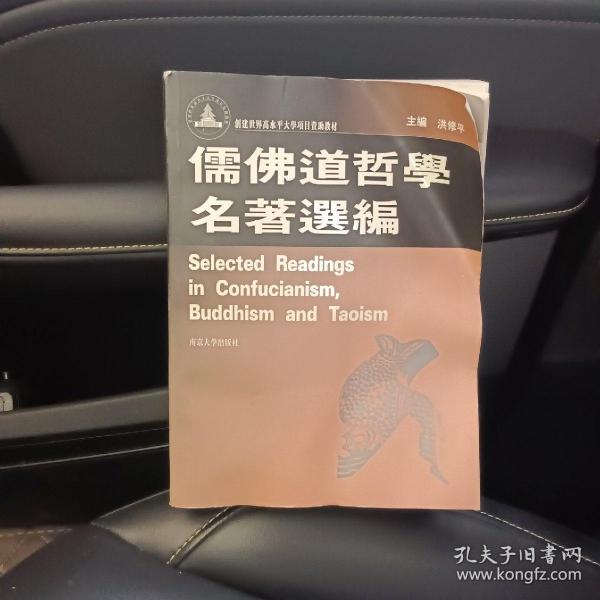 創建世界高水平大學項目資助教材
主編 洪修平
儒佛道哲學
名著選編
Selected Readings
in Confucianism,
Buddhism and Taoism
南京大学出版社
孔夫子旧书网
www.kongfz.com